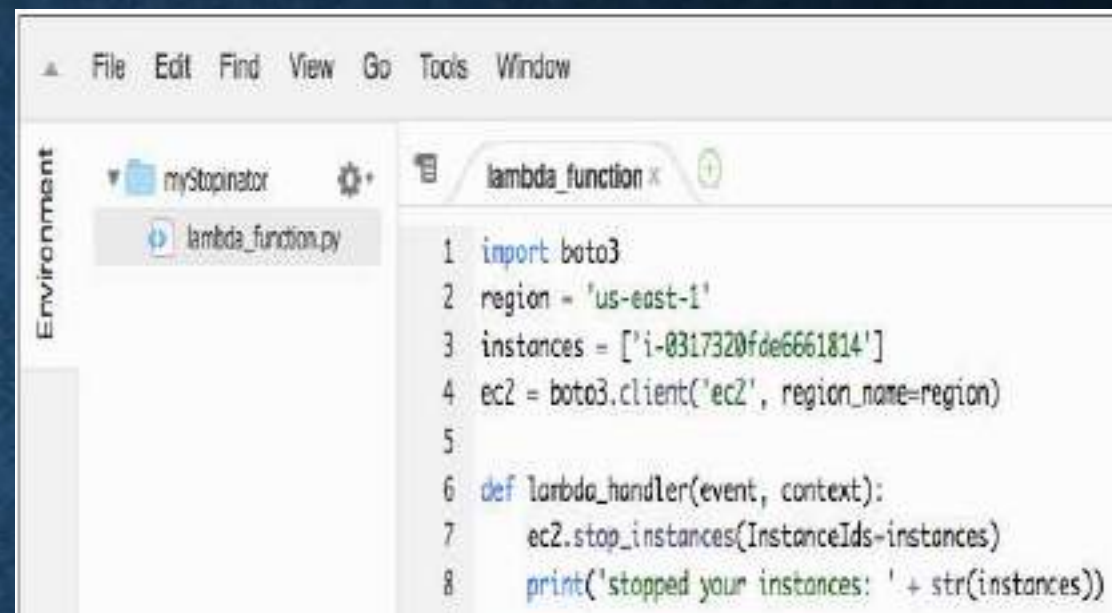 File Edit Find View Go Tools Window
Environment
myStopinator
lambda_function.py
lambda_function ×
1 import boto3
2 region = 'us-east-1'
3 instances = ['i-0317320fde6661814']
4 ec2 = boto3.client('ec2', region_name=region)
5
6 def lambda_handler(event, context):
7 ec2.stop_instances(InstanceIds=instances)
8 print('stopped your instances: ' + str(instances))